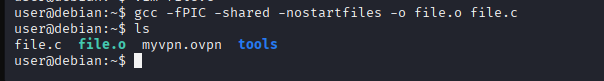 user@debian:~$ gcc -fPIC -shared -nostartfiles -o file.o file.c
user@debian:~$ ls
file.c file.o myvpn.ovpn tools
user@debian:~$